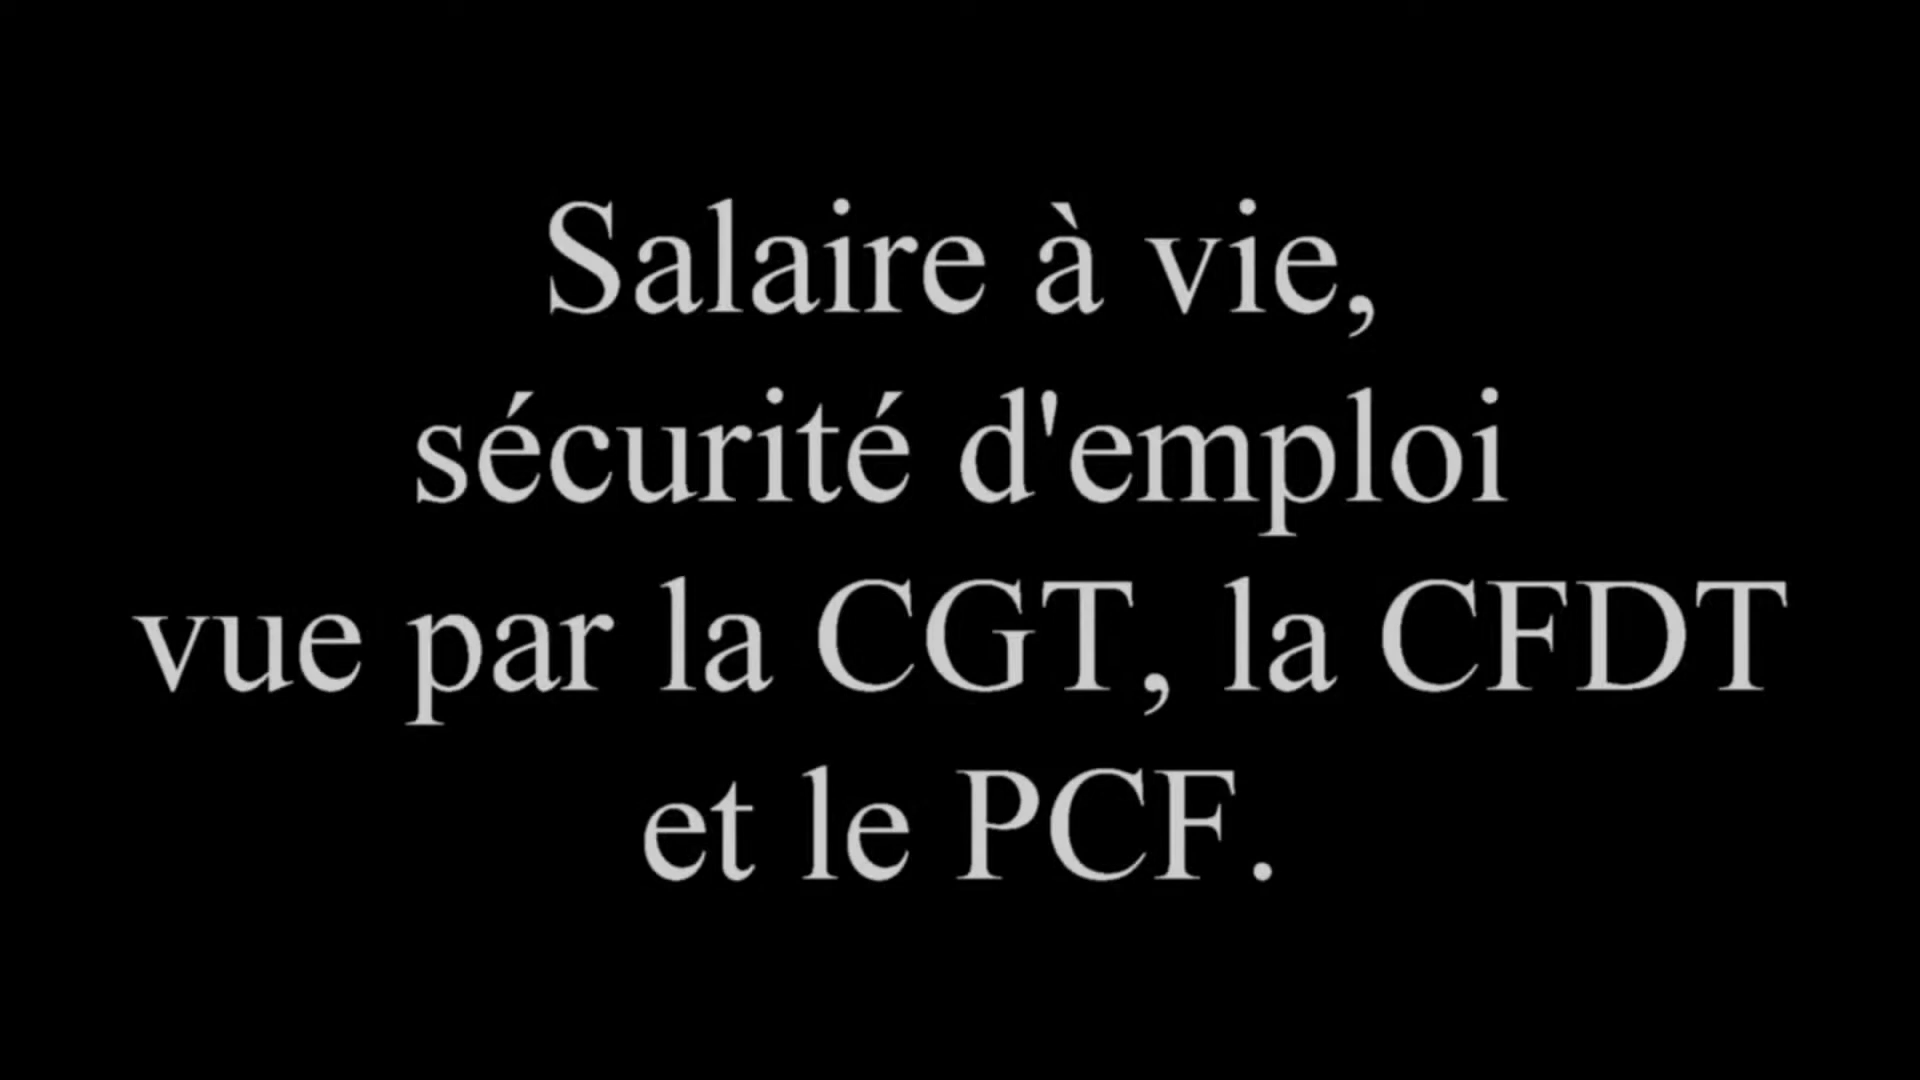 Salaire à vie,
sécurité d'emploi
vue par la CGT, la CFDT
et le PCF.